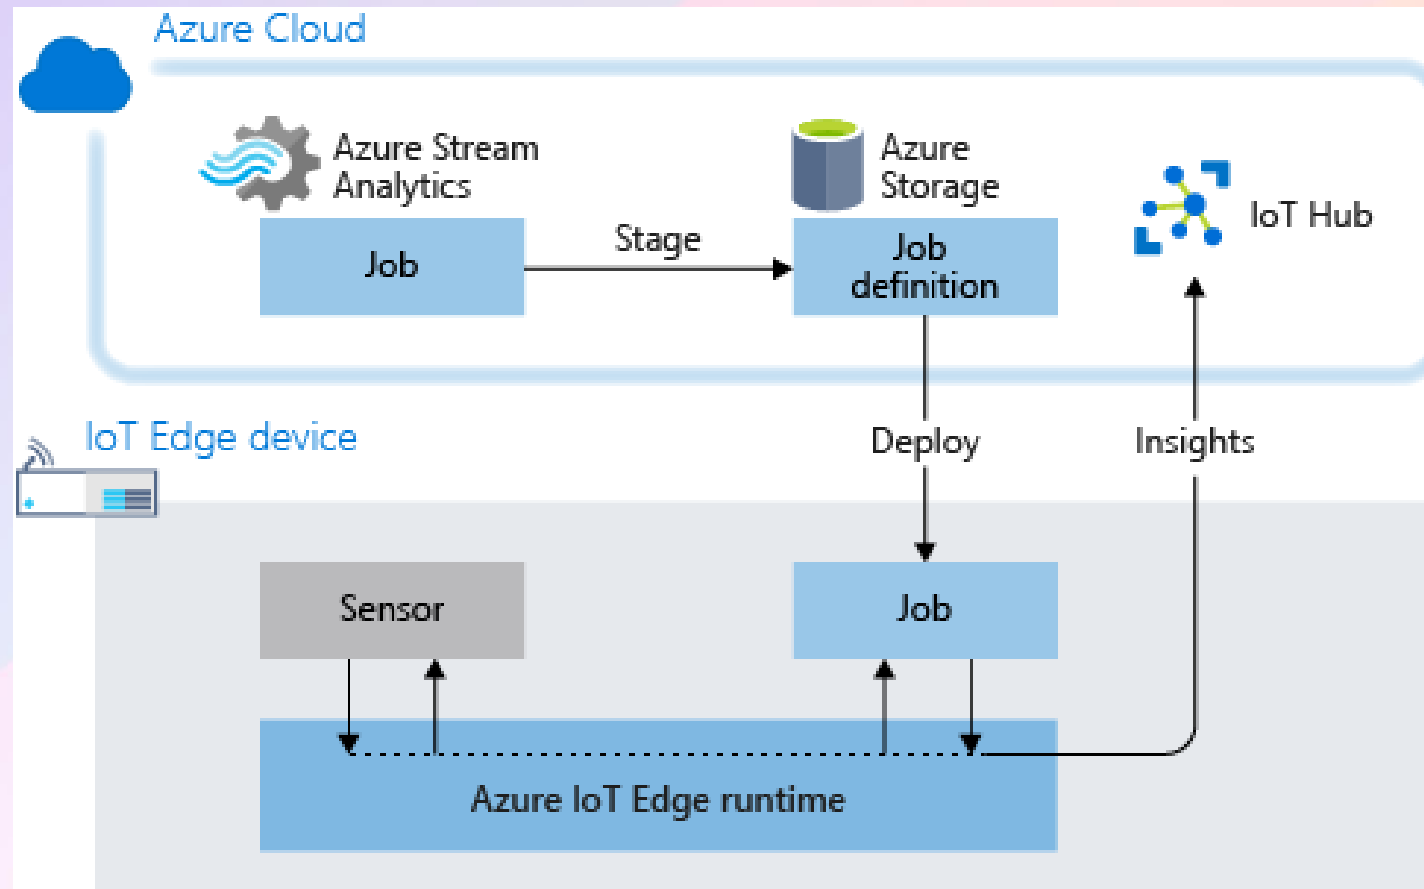 Azure Cloud
Azure Stream
Analytics
Job
Stage
Azure
Storage
Job
definition
IoT Hub
IoT Edge device
Deploy
Insights
Sensor
Job
Azure IoT Edge runtime